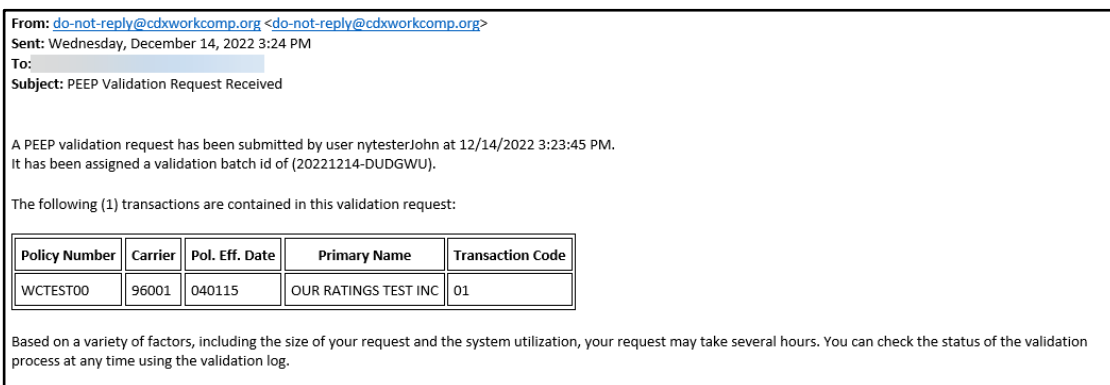 From: do-not-reply@cdxworkcomp.org <do-not-reply@cdxworkcomp.org>
Sent: Wednesday, December 14, 2022 3:24 PM
To:
Subject: PEEP Validation Request Received
A PEEP validation request has been submitted by user nytesterJohn at 12/14/2022 3:23:45 PM.
It has been assigned a validation batch id of (20221214-DUDGWU).
The following (1) transactions are contained in this validation request:
Policy Number Carrier Pol. Eff. Date Primary Name Transaction Code
WCTEST00 96001 040115 OUR RATINGS TEST INC 01
Based on a variety of factors, including the size of your request and the system utilization, your request may take several hours. You can check the status of the validation
process at any time using the validation log.